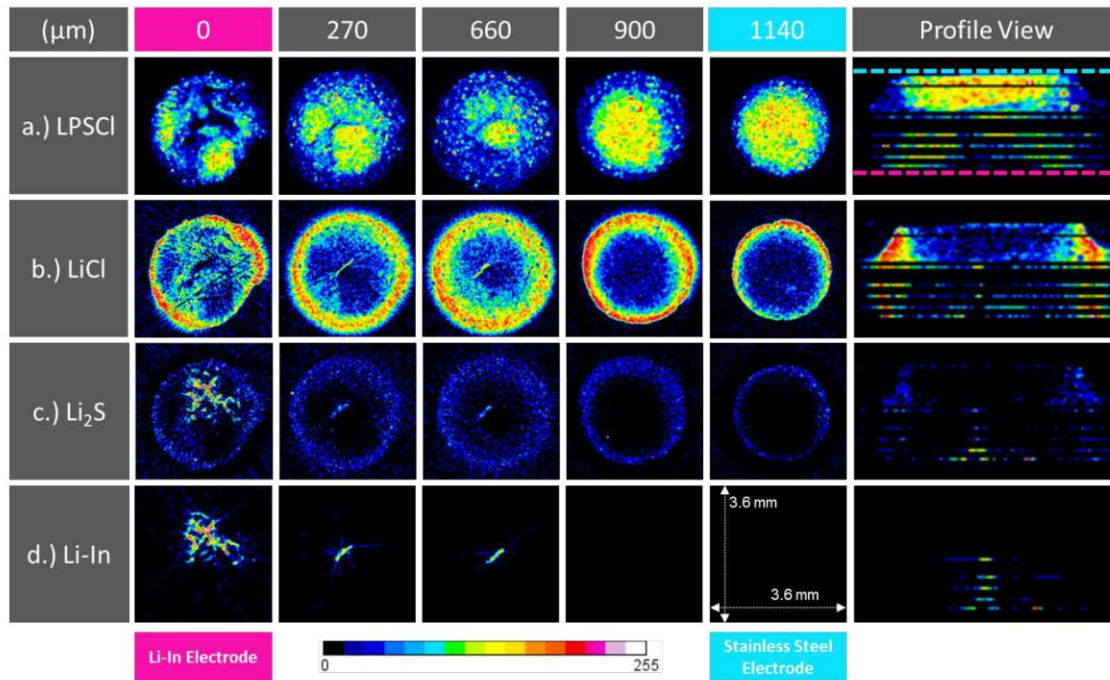 (μm) 0 270 660 900 1140 Profile View
a.) LPSCl
b.) LiCl
c.) Li₂S
d.) Li-In
3.6 mm
3.6 mm
Li-In Electrode
0 255
Stainless Steel
Electrode